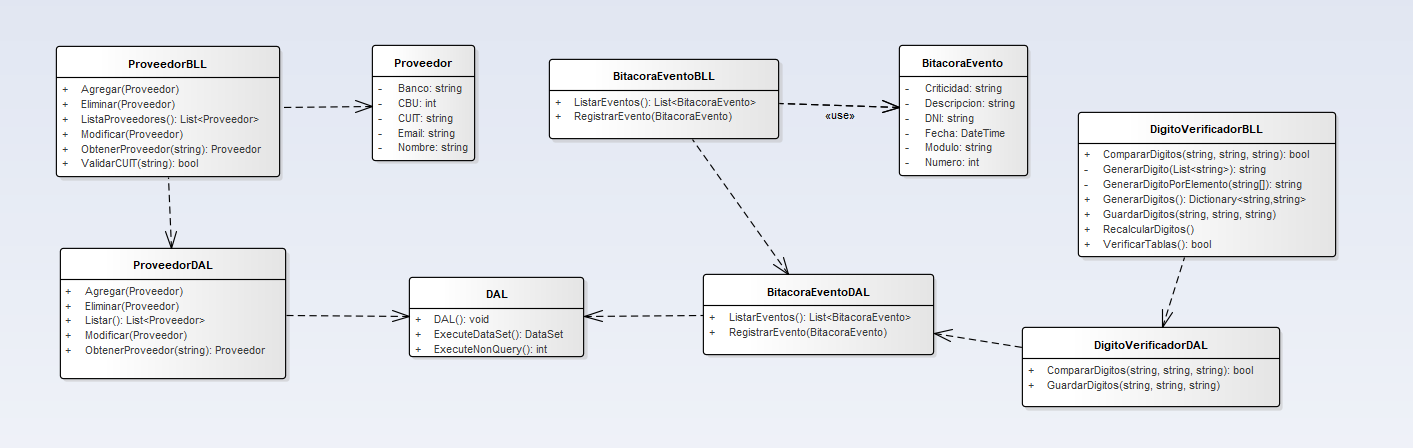 ProveedorBLL
+ Agregar(Proveedor)
+ Eliminar(Proveedor)
+ ListaProveedores(): List<Proveedor>
+ Modificar(Proveedor)
+ ObtenerProveedor(string): Proveedor
+ ValidarCUIT(string): bool
Proveedor
- Banco: string
- CBU: int
- CUIT: string
- Email: string
- Nombre: string
BitacoraEventoBLL
+ ListarEventos(): List<BitacoraEvento>
+ RegistrarEvento(BitacoraEvento)
«use»
BitacoraEvento
- Criticidad: string
- Descripcion: string
- DNI: string
- Fecha: DateTime
- Modulo: string
- Numero: int
DigitoVerificadorBLL
+ CompararDigitos(string, string, string): bool
- GenerarDigito(List<string>): string
- GenerarDigitoPorElemento(string[]): string
+ GenerarDigitos(): Dictionary<string,string>
+ GuardarDigitos(string, string, string)
+ RecalcularDigitos()
+ VerificarTablas(): bool
ProveedorDAL
+ Agregar(Proveedor)
+ Eliminar(Proveedor)
+ Listar(): List<Proveedor>
+ Modificar(Proveedor)
+ ObtenerProveedor(string): Proveedor
DAL
+ DAL(): void
+ ExecuteDataSet(): DataSet
+ ExecuteNonQuery(): int
BitacoraEventoDAL
+ ListarEventos(): List<BitacoraEvento>
+ RegistrarEvento(BitacoraEvento)
DigitoVerificadorDAL
+ CompararDigitos(string, string, string): bool
+ GuardarDigitos(string, string, string)